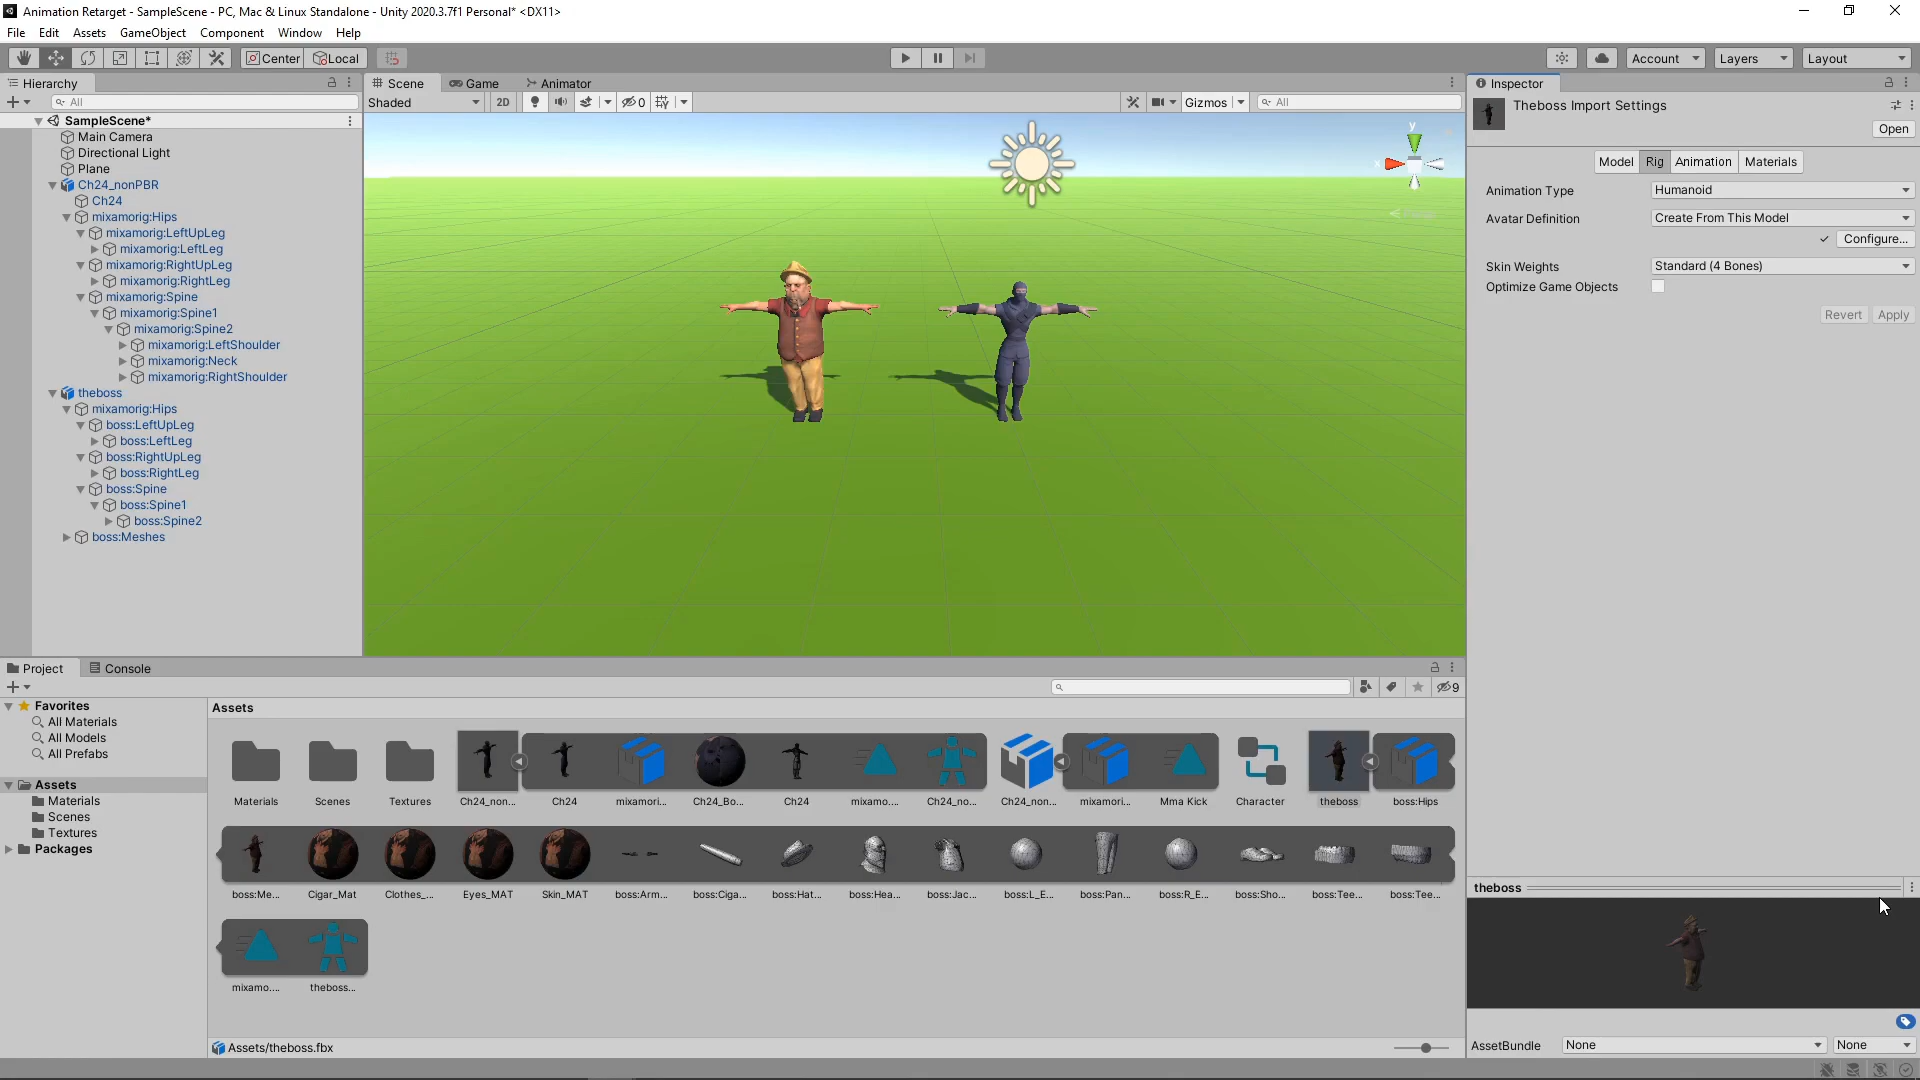 Animation Retarget - SampleScene - PC, Mac & Linux Standalone - Unity 2020.3.7f1 Personal* <DX11>
File Edit Assets GameObject Component Window Help
Center Local Account Layers Layout
Hierarchy
All
SampleScene*
Main Camera
Directional Light
Plane
Ch24_nonPBR
Ch24
mixamorig:Hips
mixamorig:LeftUpLeg
mixamorig:LeftLeg
mixamorig:RightUpLeg
mixamorig:RightLeg
mixamorig:Spine
mixamorig:Spine1
mixamorig:Spine2
mixamorig:LeftShoulder
mixamorig:Neck
mixamorig:RightShoulder
theboss
mixamorig:Hips
boss:LeftUpLeg
boss:LeftLeg
boss:RightUpLeg
boss:RightLeg
boss:Spine
boss:Spine1
boss:Spine2
boss:Meshes
Scene Game Animator
Shaded 2D 0 Gizmos All
y
x
Inspector
Theboss Import Settings
Open
Model Rig Animation Materials
Animation Type Humanoid
Avatar Definition Create From This Model
Configure...
Skin Weights Standard (4 Bones)
Optimize Game Objects
Revert Apply
Project Console
9
Favorites
All Materials
All Models
All Prefabs
Assets
Materials
Scenes
Textures
Packages
Assets
Materials Scenes Textures Ch24_non... Ch24 mixamori... Ch24_Bo... Ch24 mixamo.... Ch24_no... Ch24_non... mixamori... Mma Kick Character theboss boss:Hips
boss:Me... Cigar_Mat Clothes_... Eyes_MAT Skin_MAT boss:Arm... boss:Ciga... boss:Hat... boss:Hea... boss:Jac... boss:L_E... boss:Pan... boss:R_E... boss:Sho... boss:Tee... boss:Tee...
mixamo.... theboss...
Assets/theboss.fbx
theboss
AssetBundle None None